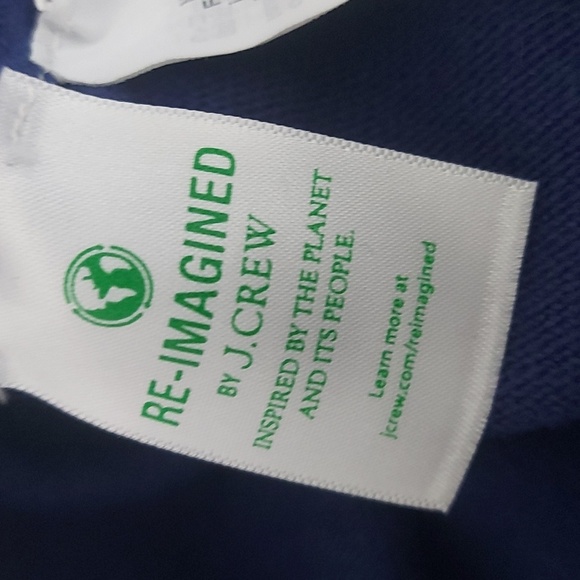 RE-IMAGINED
BY J.CREW
INSPIRED BY THE PLANET
AND ITS PEOPLE.
Learn more at
jcrew.com/reimagined